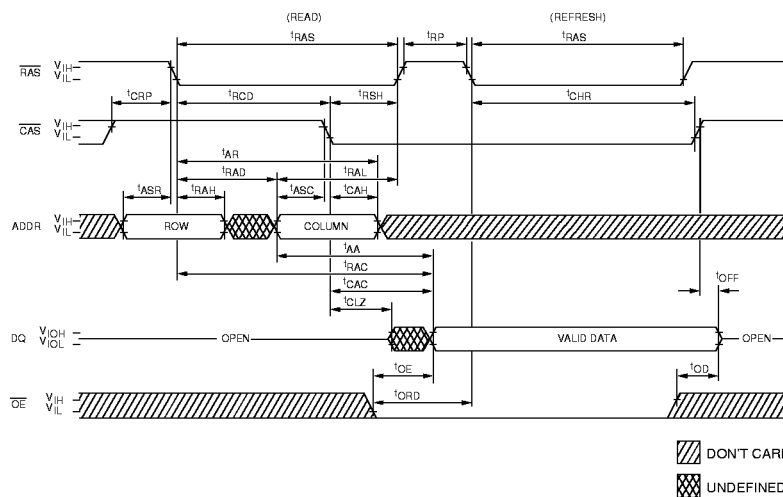 (READ) (REFRESH)
tRAS tRP tRAS
RAS VIH VIL
tCRP tRCD tRSH tCHR
CAS VIH VIL
tAR
tRAD tRAL
tASR tRAH tASC tCAH
ADDR VIH VIL ROW COLUMN
tAA
tRAC
tCAC tOFF
tCLZ
DQ VIOH VIOL OPEN VALID DATA OPEN
tOE tOD
tORD
OE VIH VIL
DON'T CARE
UNDEFINED